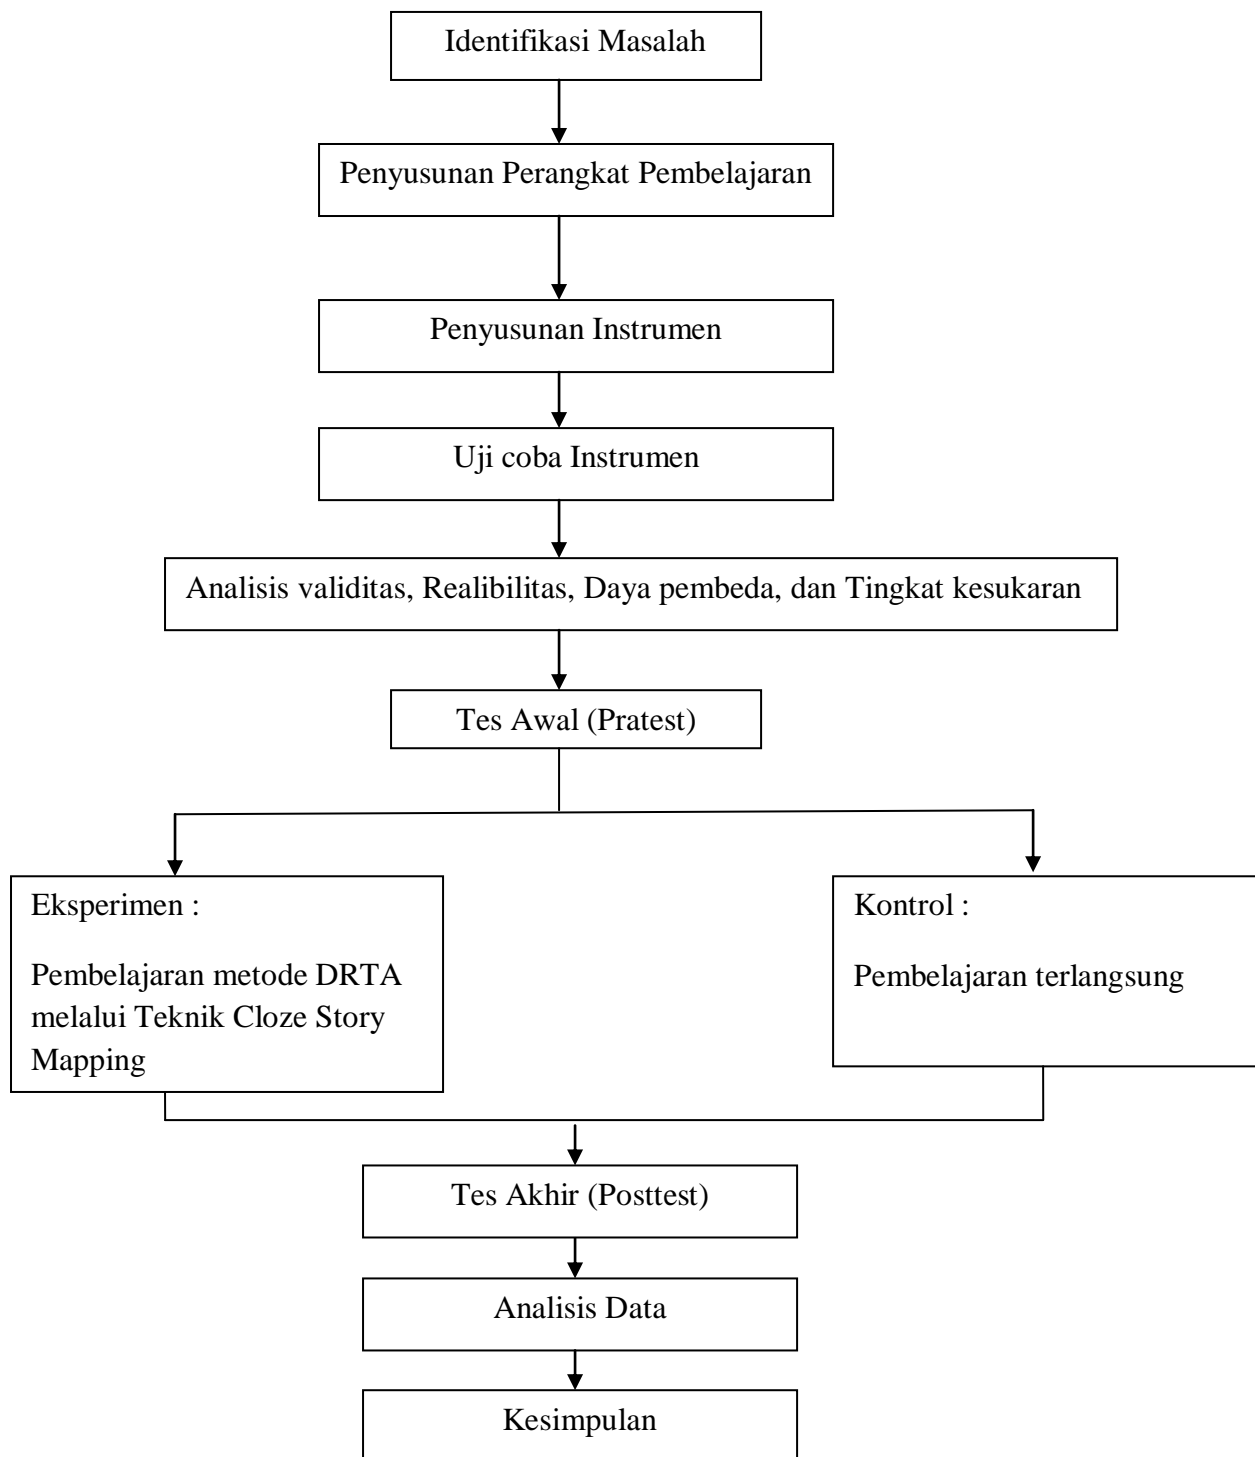 Identifikasi Masalah
Penyusunan Perangkat Pembelajaran
Penyusunan Instrumen
Uji coba Instrumen
Analisis validitas, Realibilitas, Daya pembeda, dan Tingkat kesukaran
Tes Awal (Pratest)
Eksperimen :
Pembelajaran metode DRTA
melalui Teknik Cloze Story
Mapping
Kontrol :
Pembelajaran terlangsung
Tes Akhir (Posttest)
Analisis Data
Kesimpulan